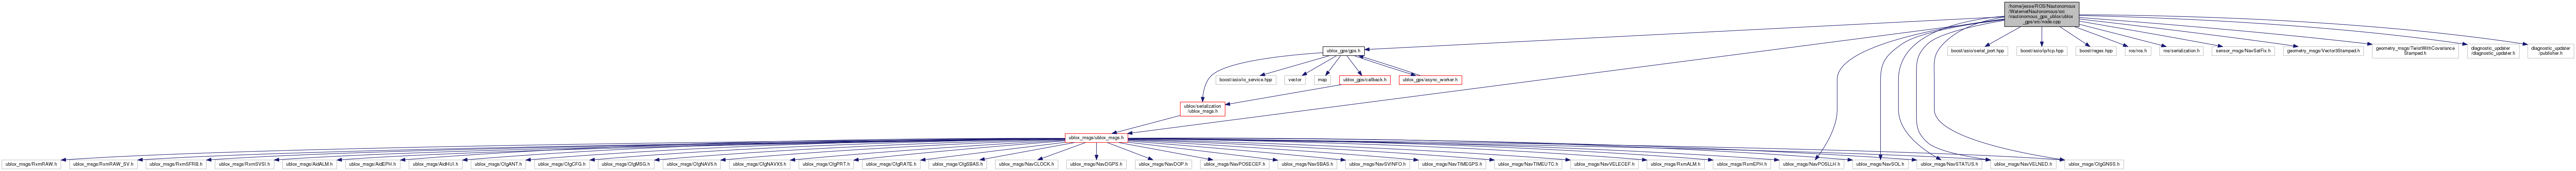 /home/jesse/ROS/Nautonomous
/WaternetNautonomous/src
/nautonomous_gps_ublox/ublox
_gps/src/node.cpp
ublox_gps/gps.h
boost/asio/serial_port.hpp
boost/asio/ip/tcp.hpp
boost/regex.hpp
ros/ros.h
ros/serialization.h
sensor_msgs/NavSatFix.h
geometry_msgs/Vector3Stamped.h
geometry_msgs/TwistWithCovariance
Stamped.h
diagnostic_updater
/diagnostic_updater.h
diagnostic_updater
/publisher.h
boost/asio/io_service.hpp
vector
map
ublox_gps/callback.h
ublox_gps/async_worker.h
ublox/serialization
/ublox_msgs.h
ublox_msgs/ublox_msgs.h
ublox_msgs/RxmRAW.h
ublox_msgs/RxmRAW_SV.h
ublox_msgs/RxmSFRB.h
ublox_msgs/RxmSVSI.h
ublox_msgs/AidALM.h
ublox_msgs/AidEPH.h
ublox_msgs/AidHUI.h
ublox_msgs/CfgANT.h
ublox_msgs/CfgCFG.h
ublox_msgs/CfgMSG.h
ublox_msgs/CfgNAV5.h
ublox_msgs/CfgNAVX5.h
ublox_msgs/CfgPRT.h
ublox_msgs/CfgRATE.h
ublox_msgs/CfgSBAS.h
ublox_msgs/NavCLOCK.h
ublox_msgs/NavDGPS.h
ublox_msgs/NavDOP.h
ublox_msgs/NavPOSECEF.h
ublox_msgs/NavSBAS.h
ublox_msgs/NavSVINFO.h
ublox_msgs/NavTIMEGPS.h
ublox_msgs/NavTIMEUTC.h
ublox_msgs/NavVELECEF.h
ublox_msgs/RxmALM.h
ublox_msgs/RxmEPH.h
ublox_msgs/NavPOSLLH.h
ublox_msgs/NavSOL.h
ublox_msgs/NavSTATUS.h
ublox_msgs/NavVELNED.h
ublox_msgs/CfgGNSS.h